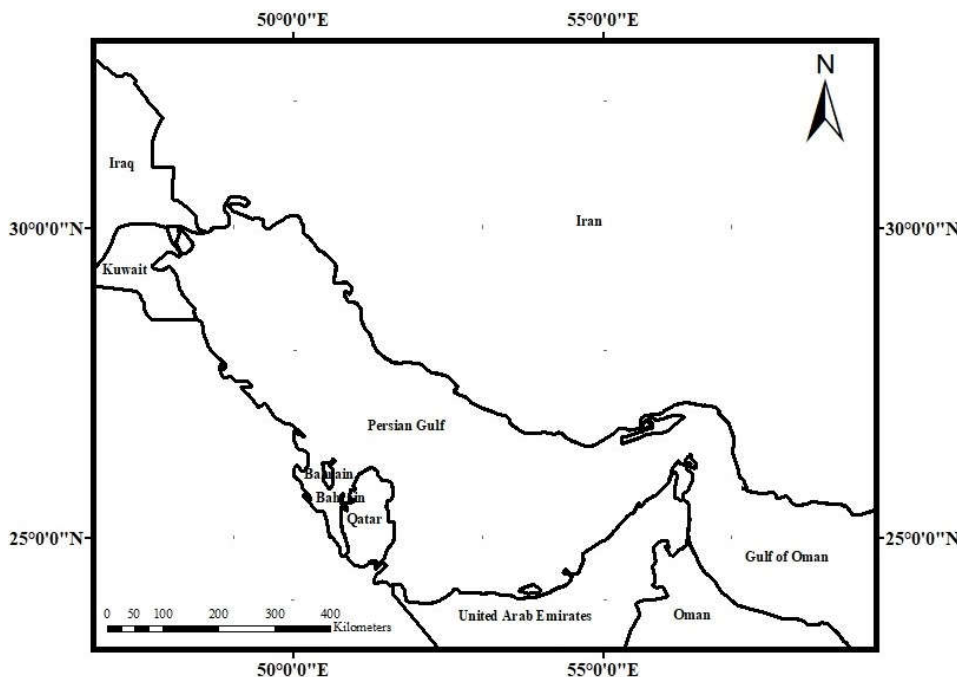 50°0'0"E 55°0'0"E
N
Iraq
Iran
30°0'0"N 30°0'0"N
Kuwait
Persian Gulf
Bahrain
Bahrain
Qatar
25°0'0"N 25°0'0"N
Gulf of Oman
United Arab Emirates Oman
0 50 100 200 300 400
Kilometers
50°0'0"E 55°0'0"E